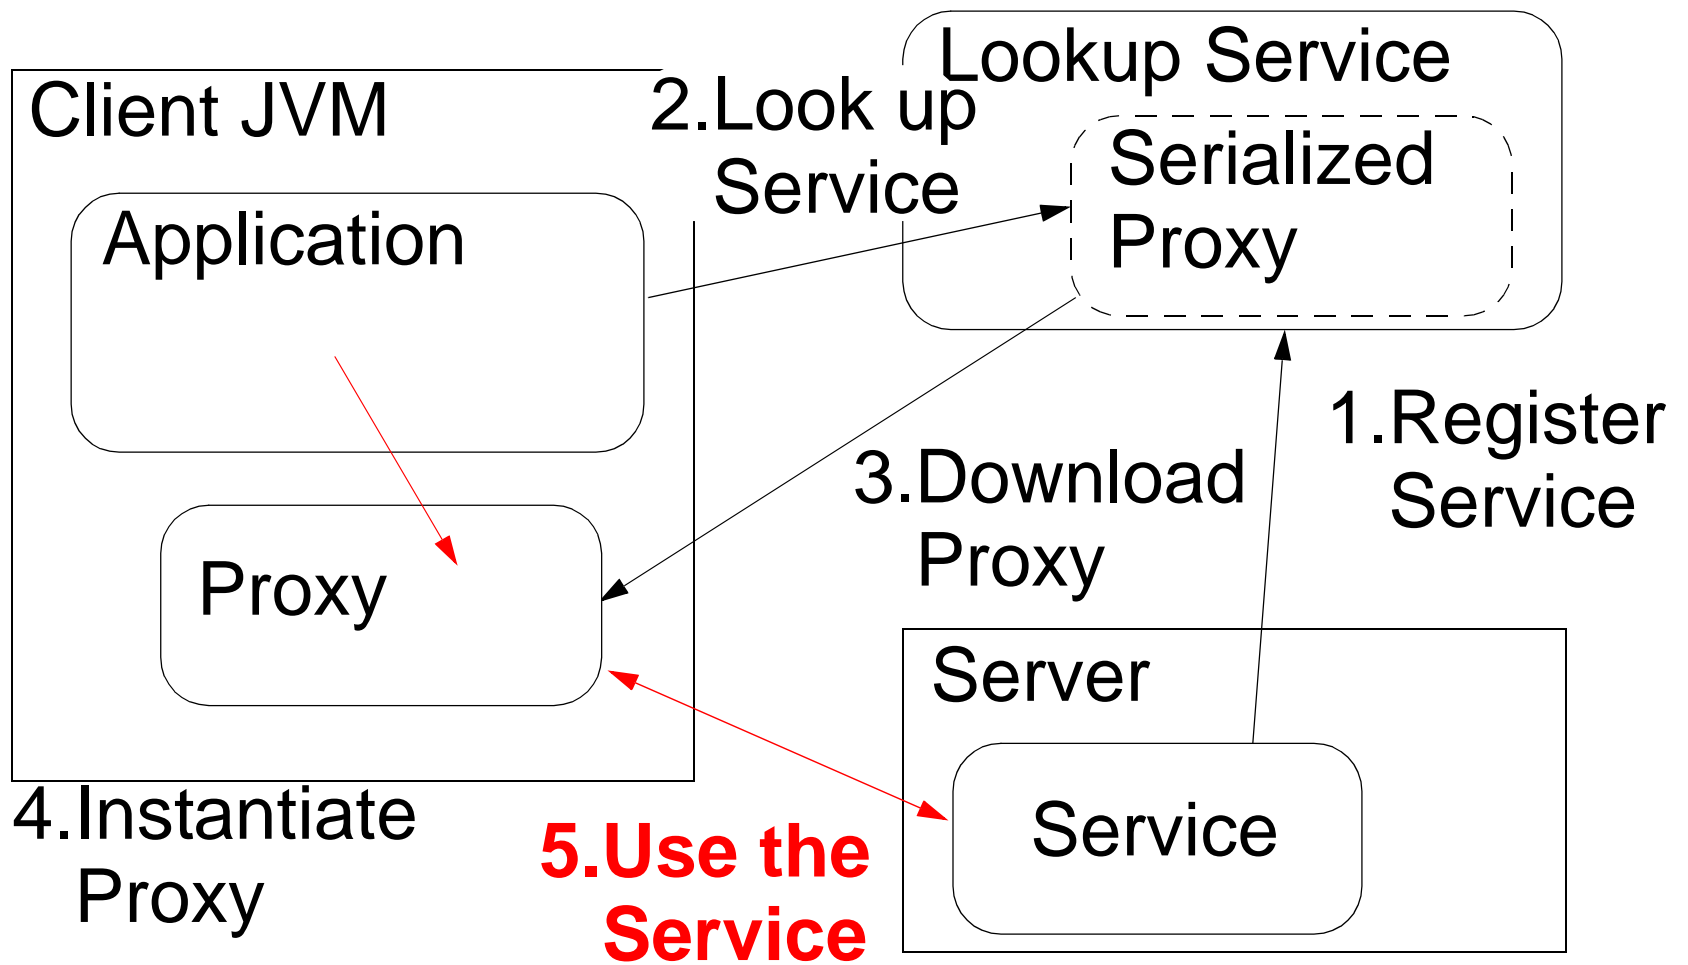 Lookup Service
Client JVM
2.Look up
Service
Serialized
Proxy
Application
1.Register
Service
3.Download
Proxy
Proxy
Server
Service
4.Instantiate
Proxy
5.Use the
Service